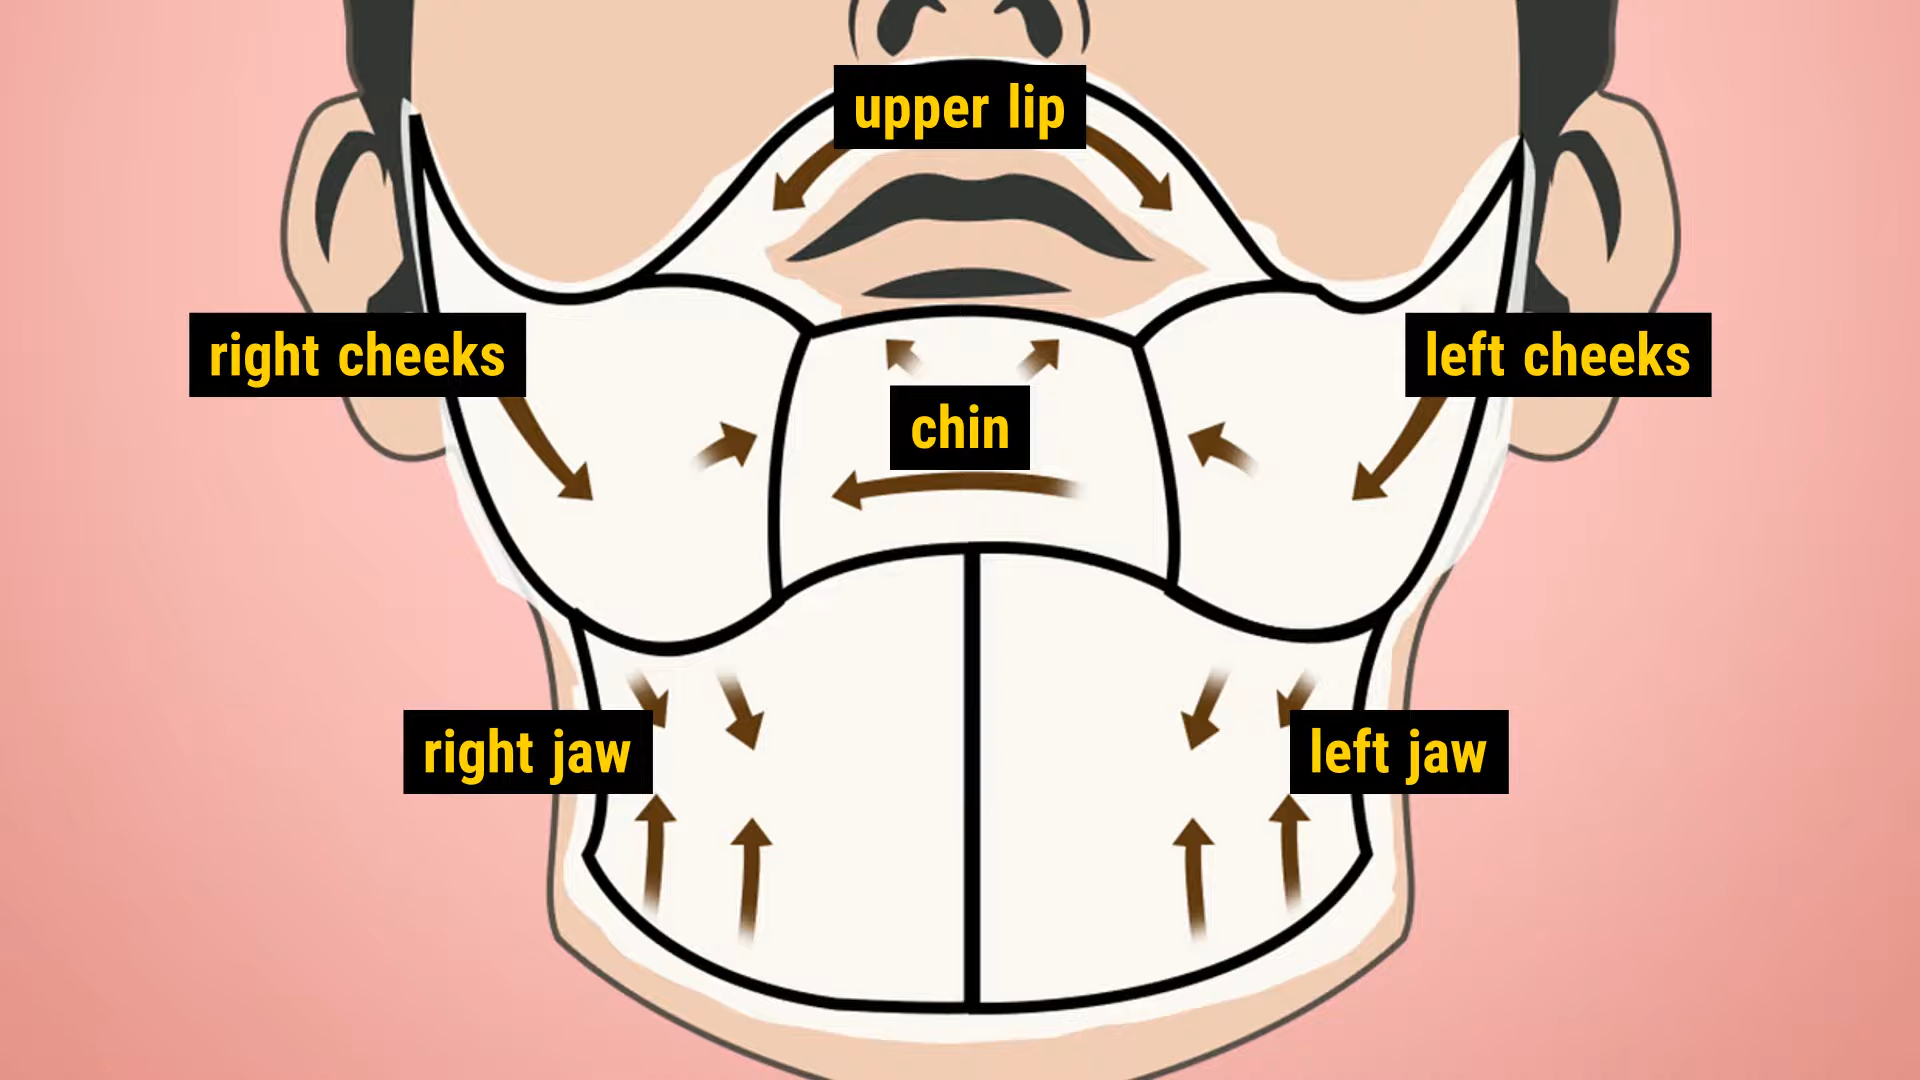 upper lip
right cheeks
left cheeks
chin
right jaw
left jaw